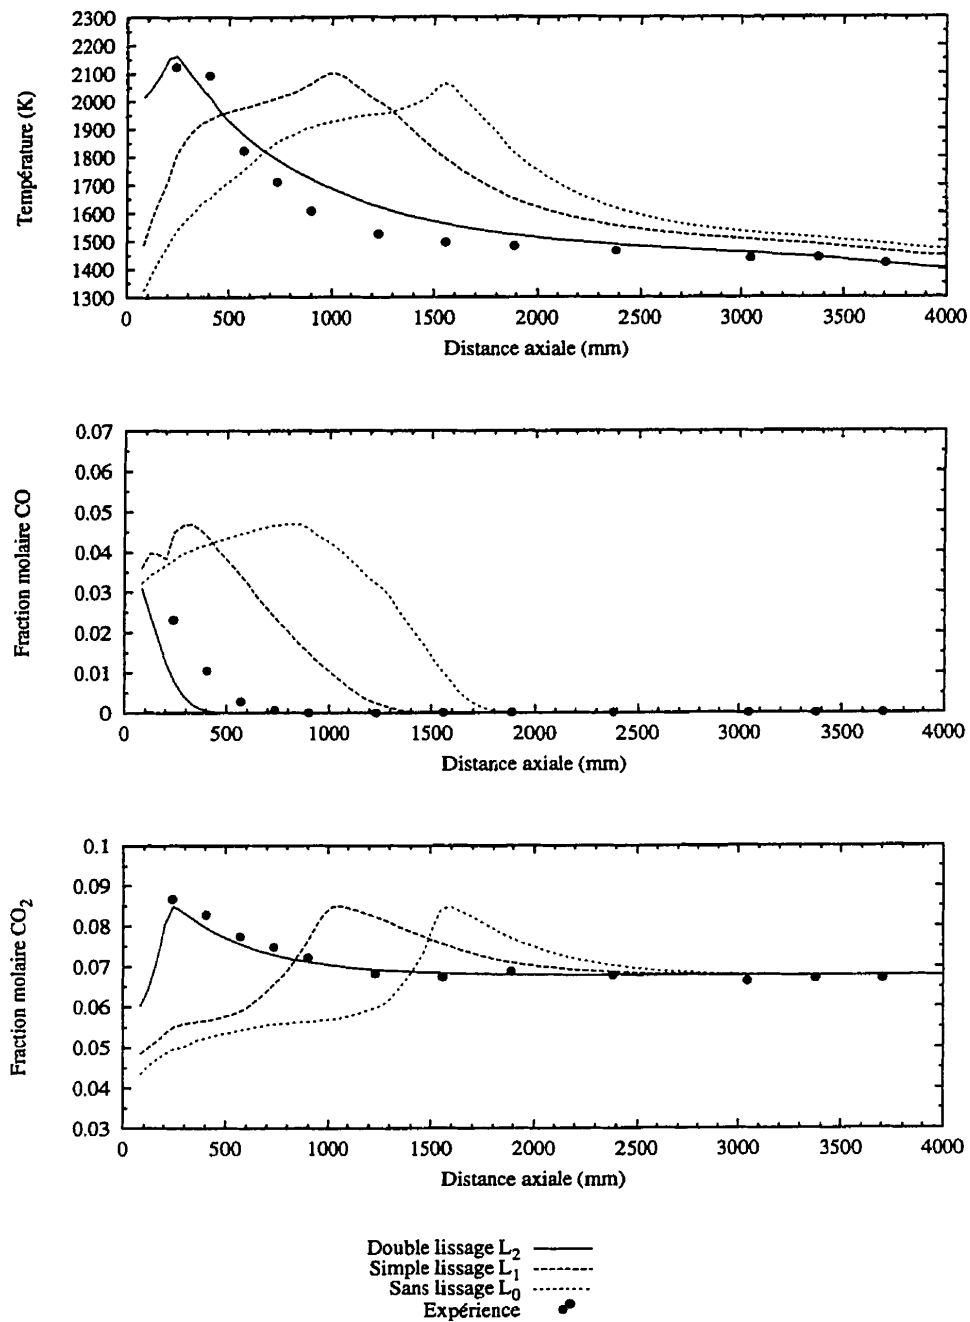 2300
2200
2100
2000
1900
1800
1700
1600
1500
1400
1300
Température (K)
0 500 1000 1500 2000 2500 3000 3500 4000
Distance axiale (mm)
0.07
0.06
0.05
0.04
0.03
0.02
0.01
0
Fraction molaire CO
0 500 1000 1500 2000 2500 3000 3500 4000
Distance axiale (mm)
0.1
0.09
0.08
0.07
0.06
0.05
0.04
0.03
Fraction molaire CO2
0 500 1000 1500 2000 2500 3000 3500 4000
Distance axiale (mm)
Double lissage L2
Simple lissage L1
Sans lissage L0
Expérience